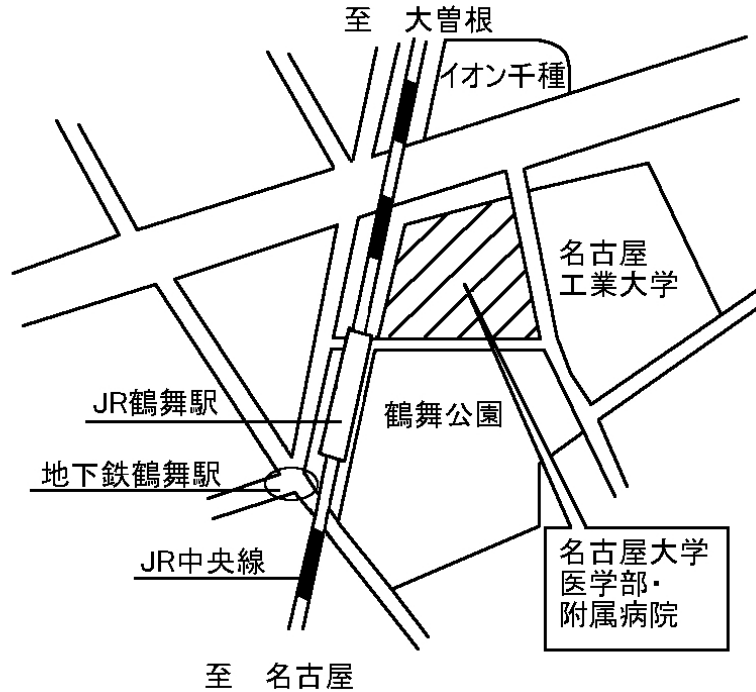 至　大曽根
イオン千種
名古屋
工業大学
JR鶴舞駅
鶴舞公園
地下鉄鶴舞駅
JR中央線
名古屋大学
医学部・
附属病院
至　名古屋